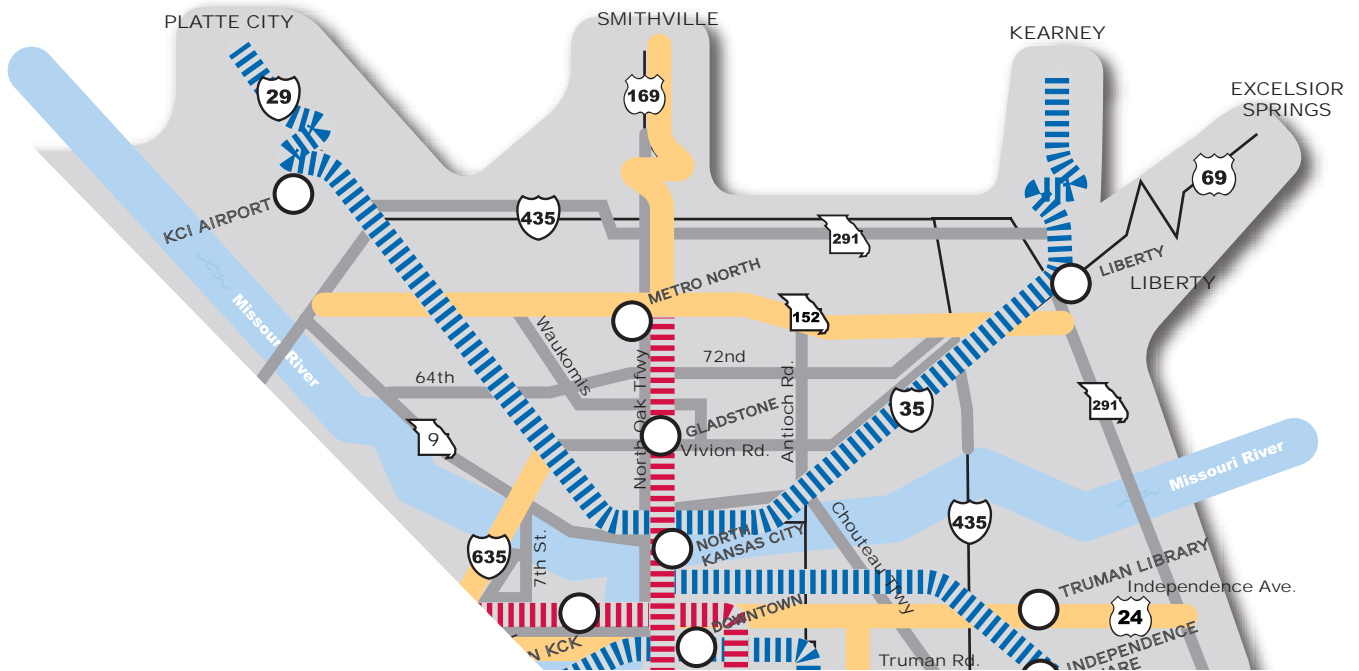 PLATTE CITY
SMITHVILLE
KEARNEY
EXCELSIOR
SPRINGS
29
169
69
KCI AIRPORT
435
291
LIBERTY
LIBERTY
METRO NORTH
Missouri River
152
Waukomis
North Oak Tfwy
72nd
Antioch Rd.
64th
35
291
GLADSTONE
9
Vivion Rd.
Missouri River
435
Chouteau Tfwy
NORTH
KANSAS CITY
635
7th St.
TRUMAN LIBRARY
Independence Ave.
24
DOWNTOWN
N KCK
INDEPENDENCE
Truman Rd.